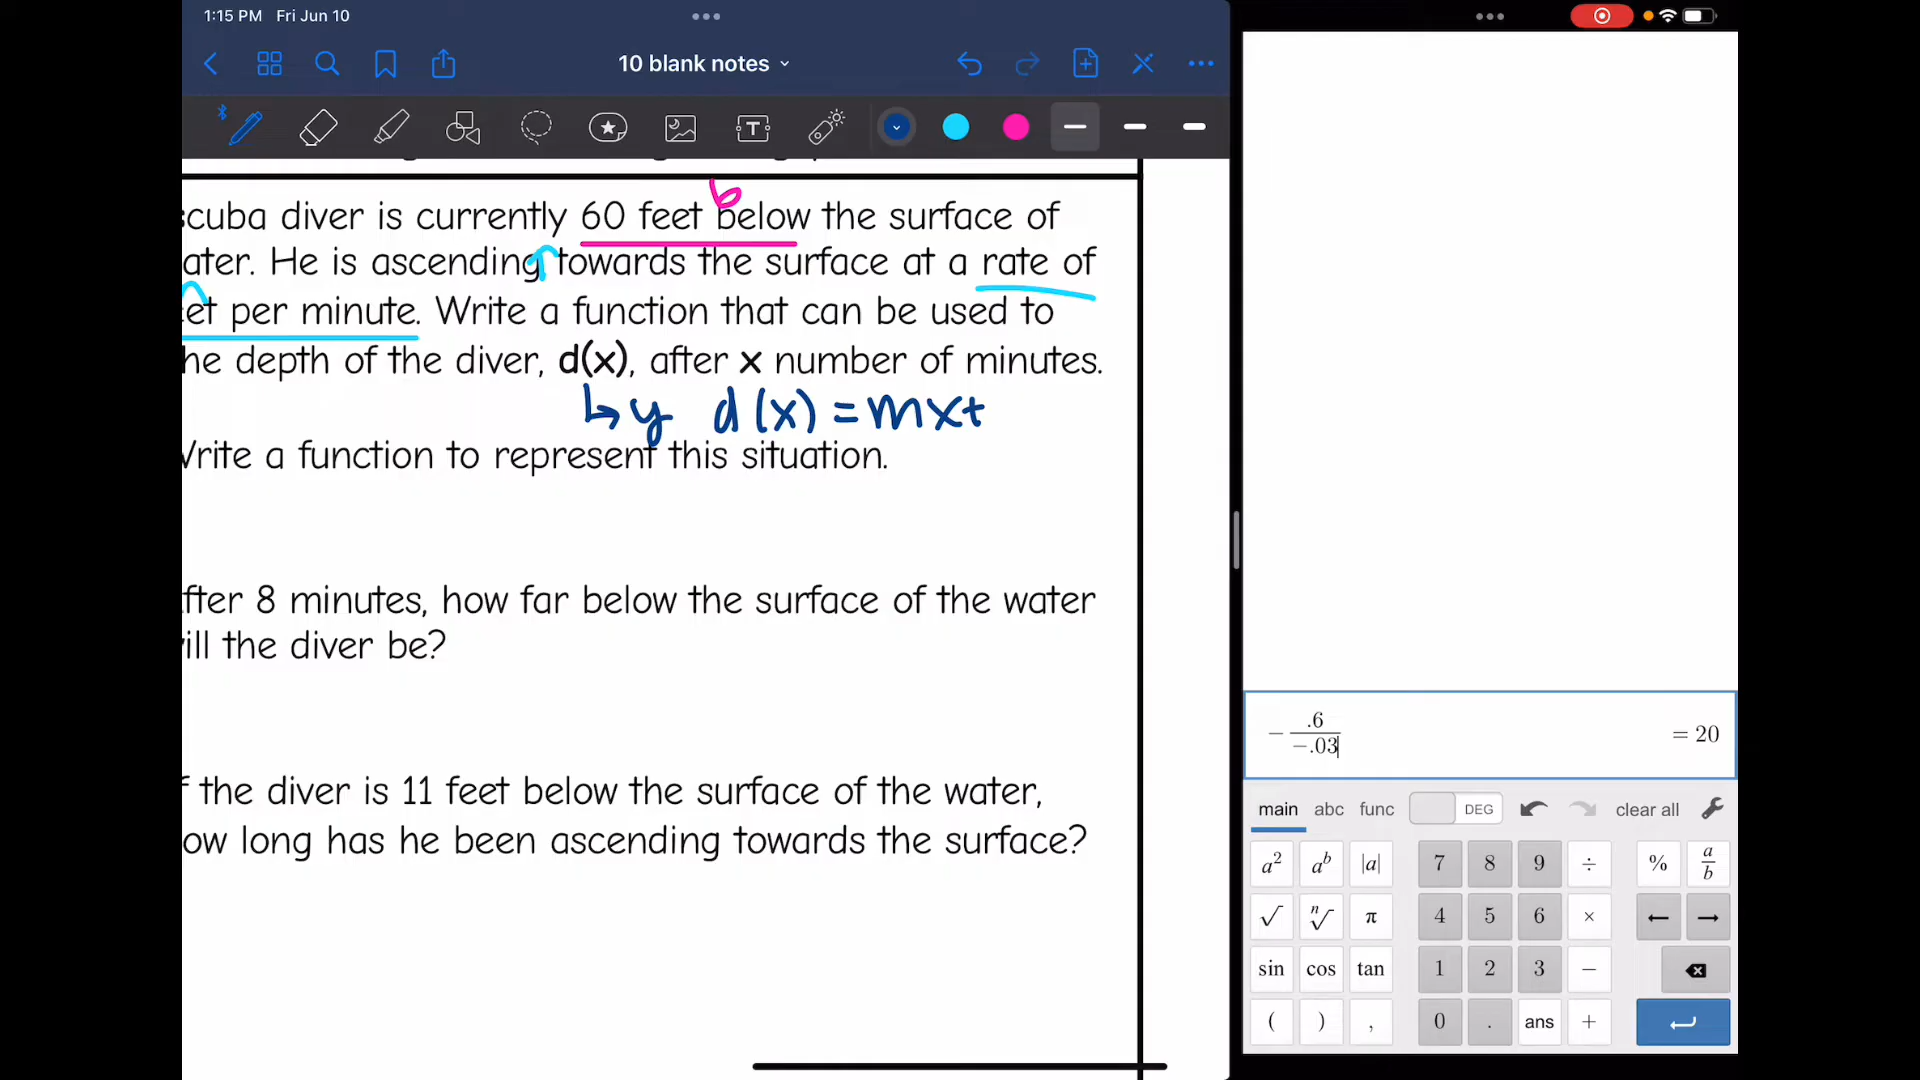 1:15 PM Fri Jun 10
10 blank notes
T
b
cuba diver is currently 60 feet below the surface of
ater. He is ascending towards the surface at a rate of
et per minute. Write a function that can be used to
he depth of the diver, d(x), after x number of minutes.
↳ y d(x) = mx+
Write a function to represent this situation.
fter 8 minutes, how far below the surface of the water
ill the diver be?
f the diver is 11 feet below the surface of the water,
ow long has he been ascending towards the surface?
- .6/-.03 = 20
main abc func DEG clear all
a² aᵇ |a| 7 8 9 ÷ % a/b
√ ⁿ√ π 4 5 6 × ← →
sin cos tan 1 2 3 −
( ) , 0 . ans +